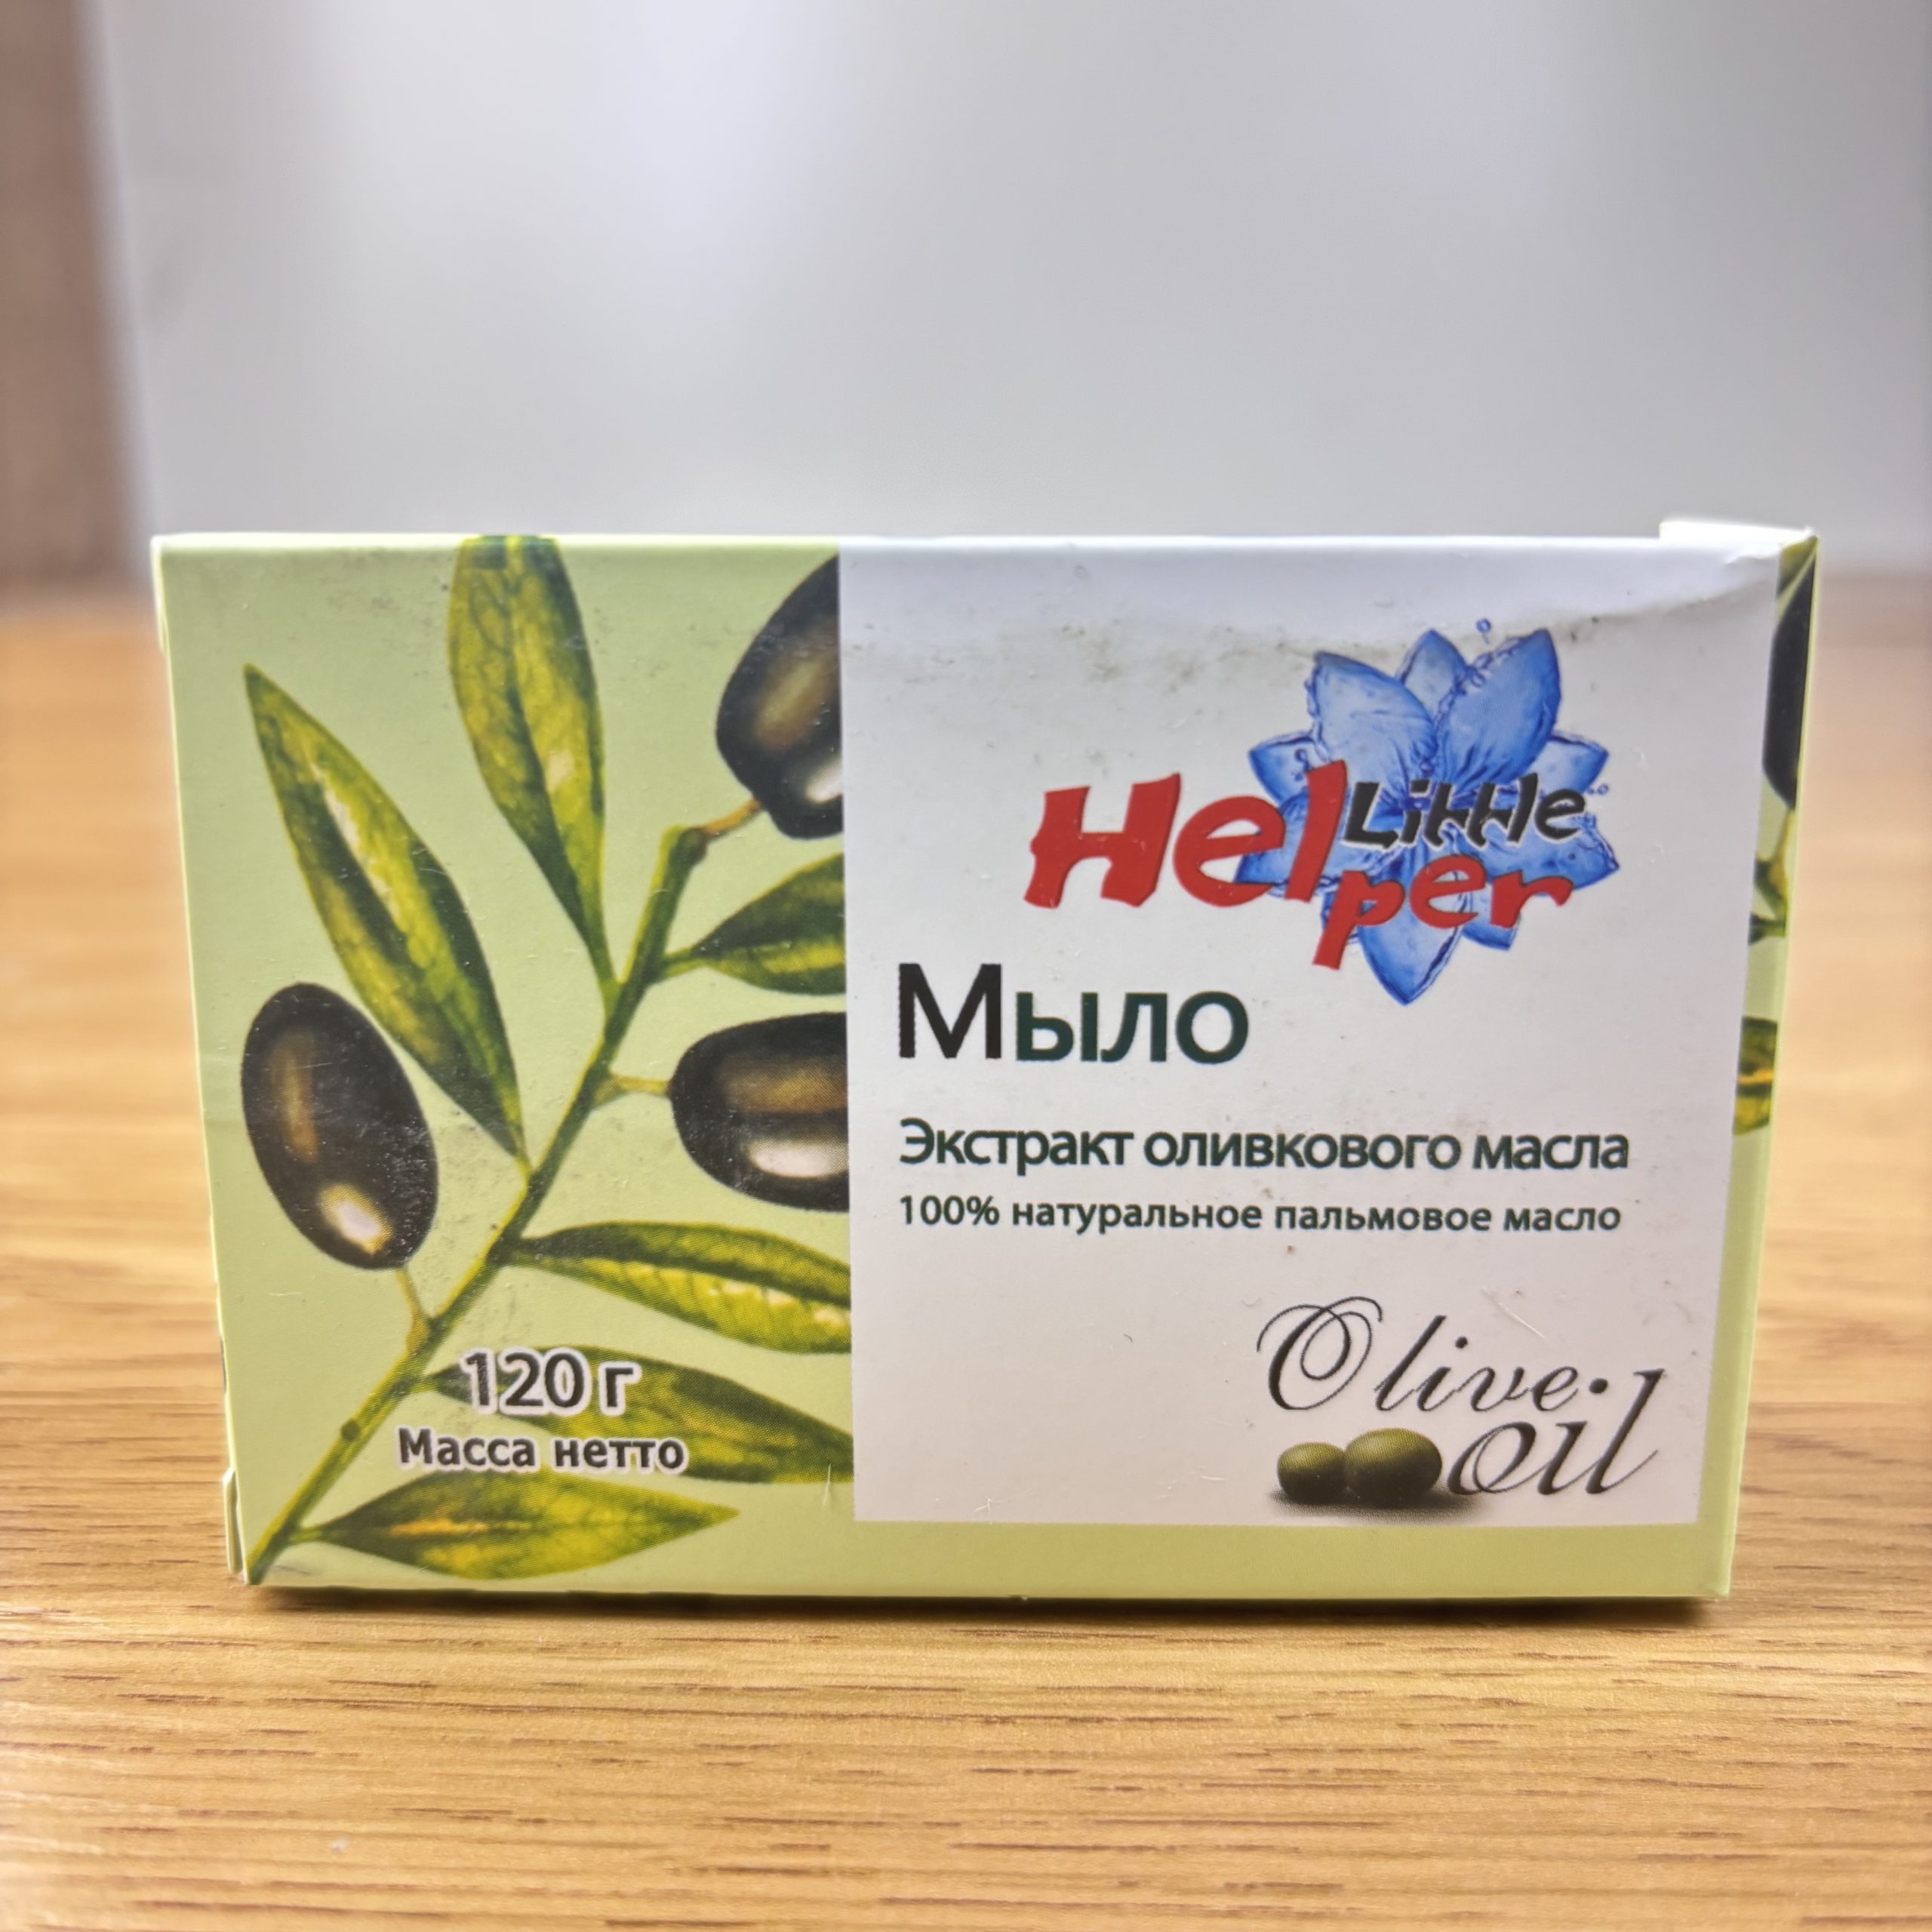 Little
Helper
Мыло
Экстракт оливкового масла
100% натуральное пальмовое масло
Olive
oil
120 г
Масса нетто